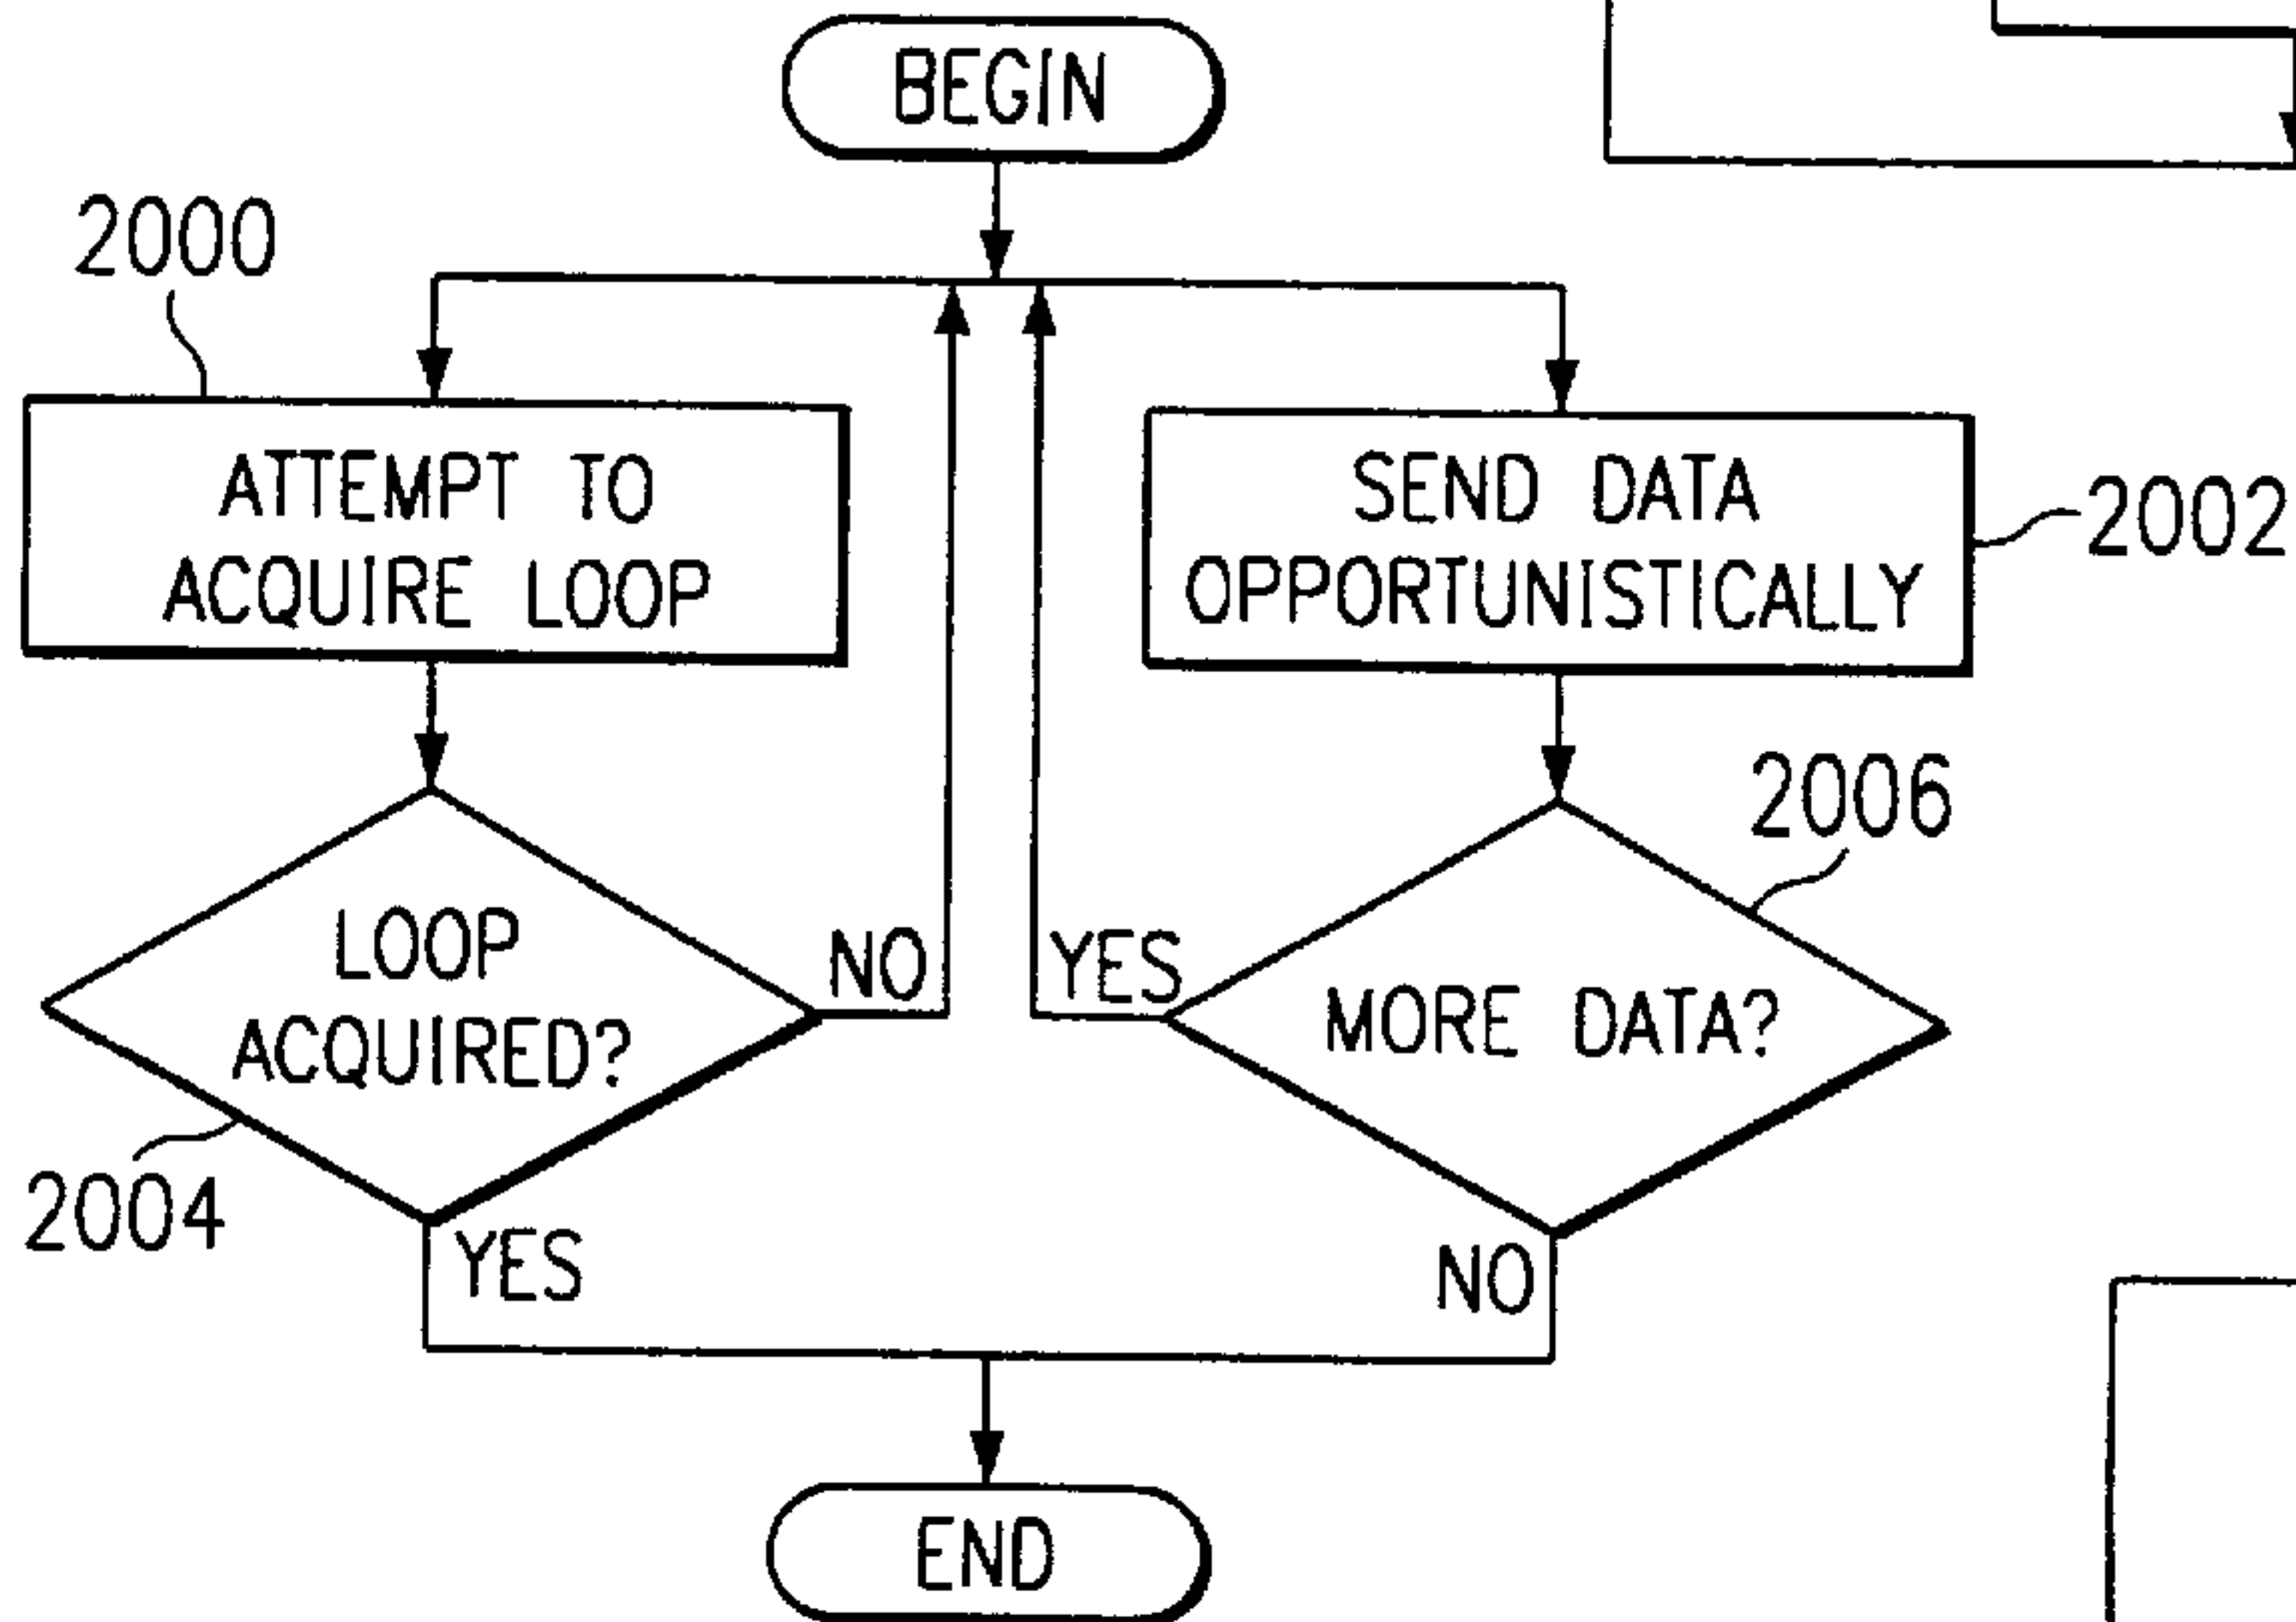 BEGIN
2000
ATTEMPT TO
ACQUIRE LOOP
SEND DATA
OPPORTUNISTICALLY
2002
2006
LOOP
ACQUIRED?
NO
YES
MORE DATA?
2004
YES
NO
END